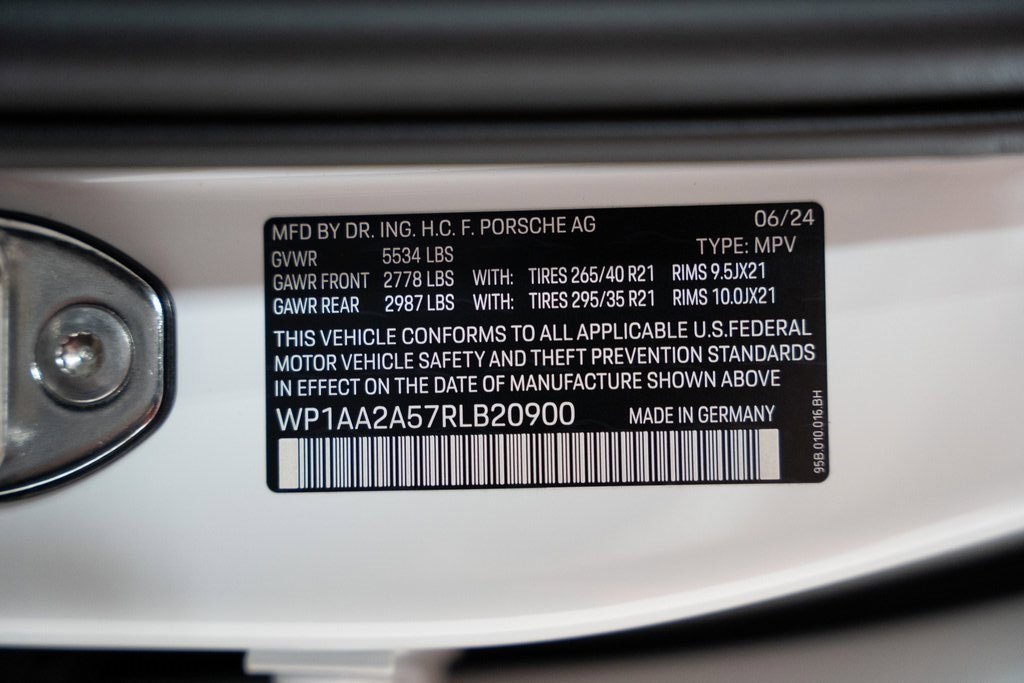 MFD BY DR. ING. H.C. F. PORSCHE AG 06/24
TYPE: MPV
GVWR 5534 LBS
GAWR FRONT 2778 LBS WITH: TIRES 265/40 R21 RIMS 9.5JX21
GAWR REAR 2987 LBS WITH: TIRES 295/35 R21 RIMS 10.0JX21
THIS VEHICLE CONFORMS TO ALL APPLICABLE U.S.FEDERAL
MOTOR VEHICLE SAFETY AND THEFT PREVENTION STANDARDS
IN EFFECT ON THE DATE OF MANUFACTURE SHOWN ABOVE
WP1AA2A57RLB20900 MADE IN GERMANY
95B.010.016.BH